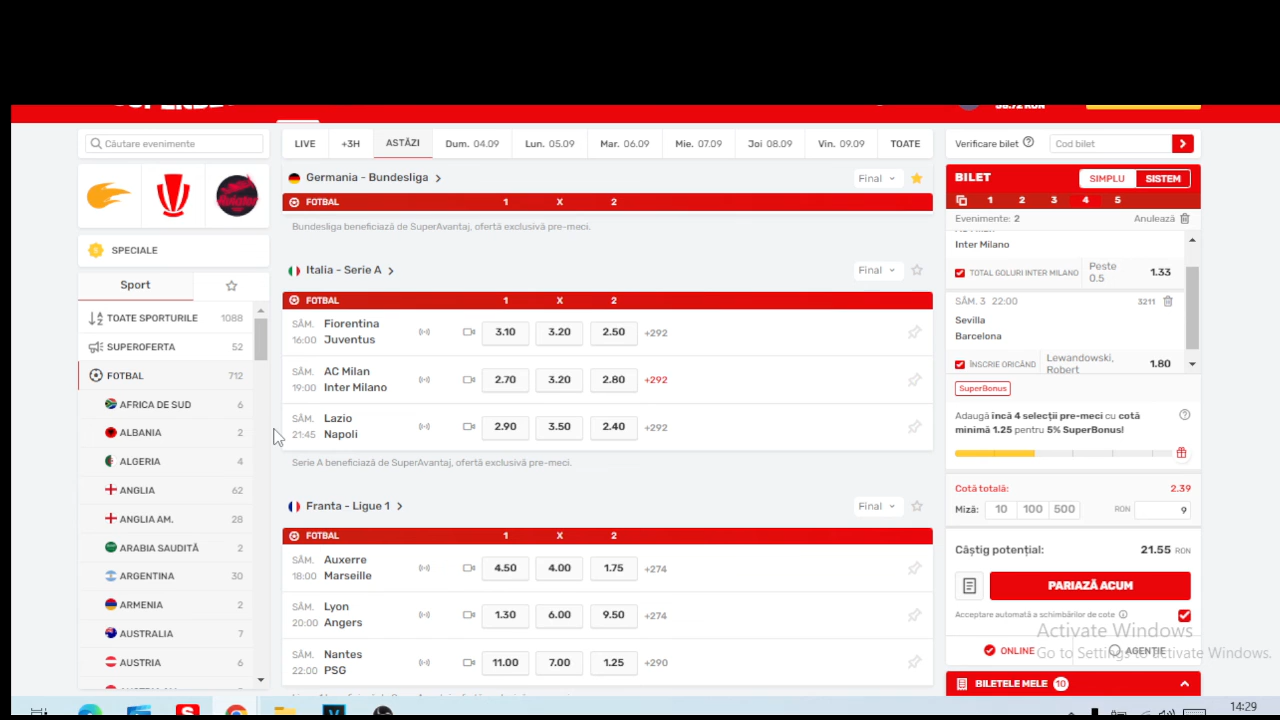 Căutare evenimente
SPECIALE
Sport
TOATE SPORTURILE 1088
SUPEROFERTA 52
FOTBAL 712
AFRICA DE SUD 6
ALBANIA 2
ALGERIA 4
ANGLIA 62
ANGLIA AM. 28
ARABIA SAUDITĂ 2
ARGENTINA 30
ARMENIA 2
AUSTRALIA 7
AUSTRIA 6
LIVE +3H ASTĂZI Dum. 04.09 Lun. 05.09 Mar. 06.09 Mie. 07.09 Joi 08.09 Vin. 09.09 TOATE
Germania - Bundesliga Final
FOTBAL 1 X 2
Bundesliga beneficiază de SuperAvantaj, ofertă exclusivă pre-meci.
Italia - Serie A Final
FOTBAL 1 X 2
SÂM. Fiorentina
16:00 Juventus 3.10 3.20 2.50 +292
SÂM. AC Milan
19:00 Inter Milano 2.70 3.20 2.80 +292
SÂM. Lazio
21:45 Napoli 2.90 3.50 2.40 +292
Serie A beneficiază de SuperAvantaj, ofertă exclusivă pre-meci.
Franta - Ligue 1 Final
FOTBAL 1 X 2
SÂM. Auxerre
18:00 Marseille 4.50 4.00 1.75 +274
SÂM. Lyon
20:00 Angers 1.30 6.00 9.50 +274
SÂM. Nantes
22:00 PSG 11.00 7.00 1.25 +290
Verificare bilet Cod bilet
BILET SIMPLU SISTEM
1 2 3 4 5
Evenimente: 2 Anulează
Inter Milano
TOTAL GOLURI INTER MILANO Peste 0.5 1.33
SÂM. 3 22:00 3211
Sevilla
Barcelona
ÎNSCRIE ORICÂND Lewandowski, Robert 1.80
SuperBonus
Adaugă încă 4 selecții pre-meci cu cotă
minimă 1.25 pentru 5% SuperBonus!
Cotă totală: 2.39
Miză: 10 100 500 RON 9
Câștig potențial: 21.55 RON
PARIAZĂ ACUM
Acceptare automată a schimbărilor de cote
Activate Windows
ONLINE AGENȚIE
Go to Settings to activate Windows.
BILETELE MELE 10
14:29